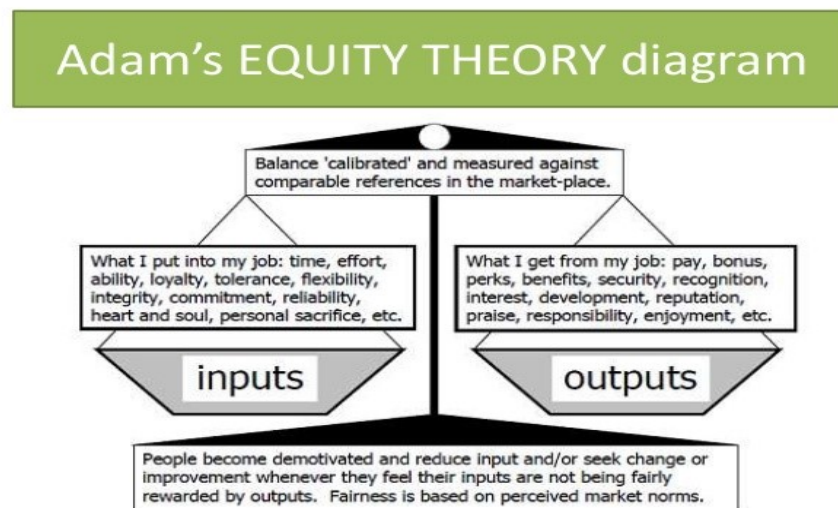 Adam’s EQUITY THEORY diagram
Balance 'calibrated' and measured against
comparable references in the market-place.
What I put into my job: time, effort,
ability, loyalty, tolerance, flexibility,
integrity, commitment, reliability,
heart and soul, personal sacrifice, etc.
What I get from my job: pay, bonus,
perks, benefits, security, recognition,
interest, development, reputation,
praise, responsibility, enjoyment, etc.
inputs
outputs
People become demotivated and reduce input and/or seek change or
improvement whenever they feel their inputs are not being fairly
rewarded by outputs. Fairness is based on perceived market norms.